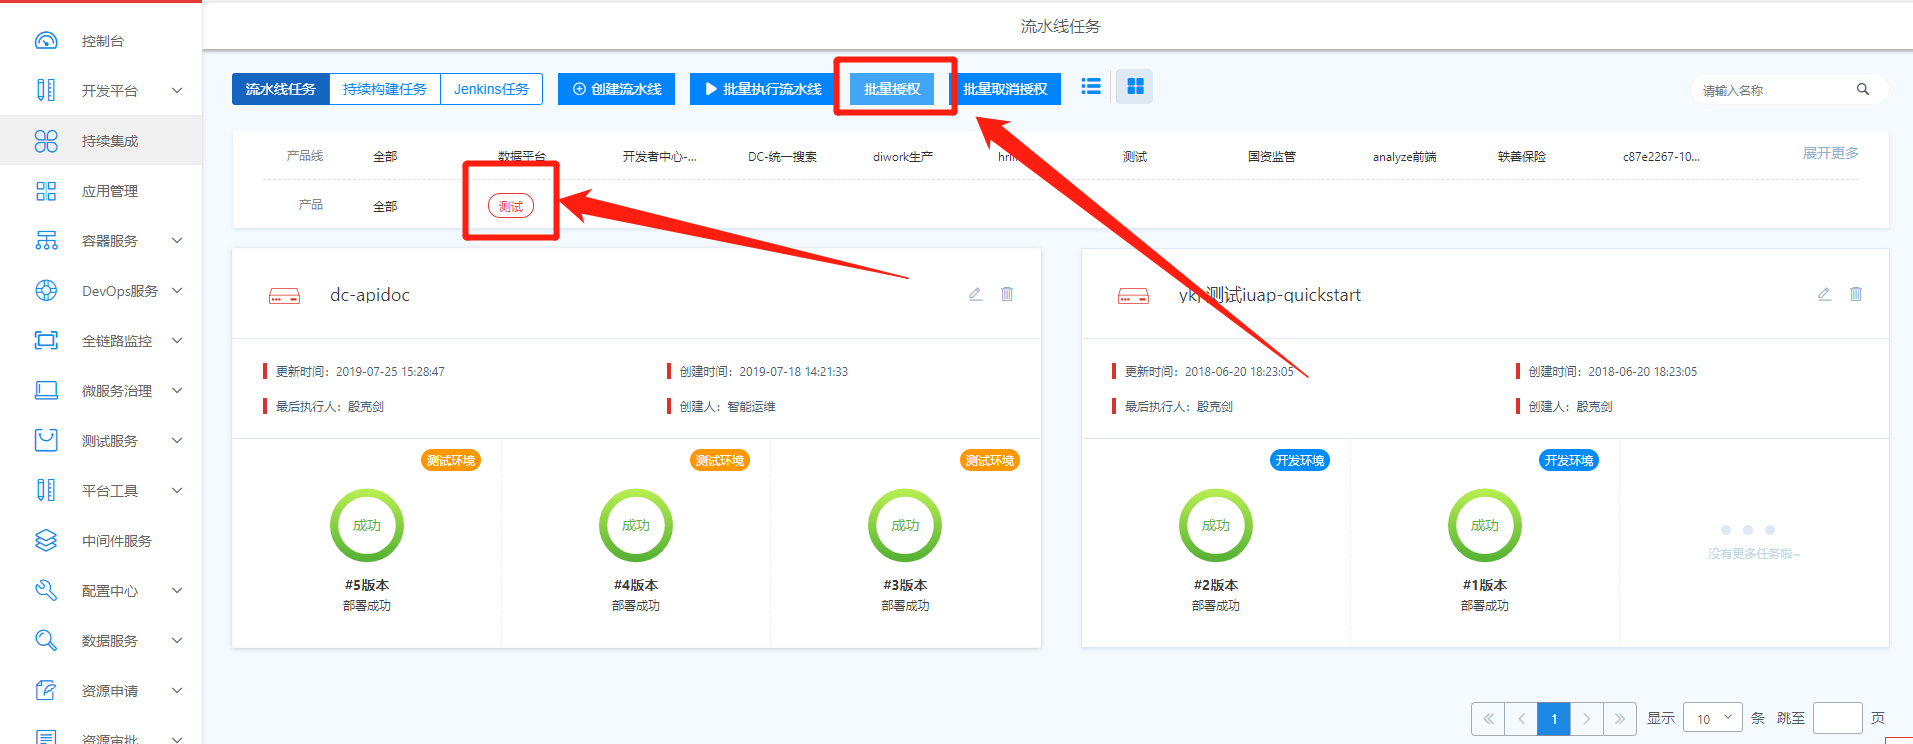 流水线任务
控制台
开发平台
持续集成
应用管理
容器服务
DevOps服务
全链路监控
微服务治理
测试服务
平台工具
中间件服务
配置中心
数据服务
资源申请
资源审批
流水线任务 持续构建任务 Jenkins任务 创建流水线 批量执行流水线 批量授权 批量取消授权 请输入名称
产品线 全部 数据平台 开发者中心-... DC-统一搜索 diwork生产 测试 国资监管 analyze前端 轶善保险 c87e2267-10... 展开更多
产品 全部 测试
dc-apidoc
更新时间：2019-07-25 15:28:47 创建时间：2019-07-18 14:21:33
最后执行人：殷克剑 创建人：智能运维
测试环境 测试环境 测试环境
成功 成功 成功
#5版本 #4版本 #3版本
部署成功 部署成功 部署成功
测试iuap-quickstart
更新时间：2018-06-20 18:23:05 创建时间：2018-06-20 18:23:05
最后执行人：殷克剑 创建人：殷克剑
开发环境 开发环境
成功 成功
#2版本 #1版本
部署成功 部署成功
没有更多任务啦~
« < 1 > » 显示 10 条 跳至 页